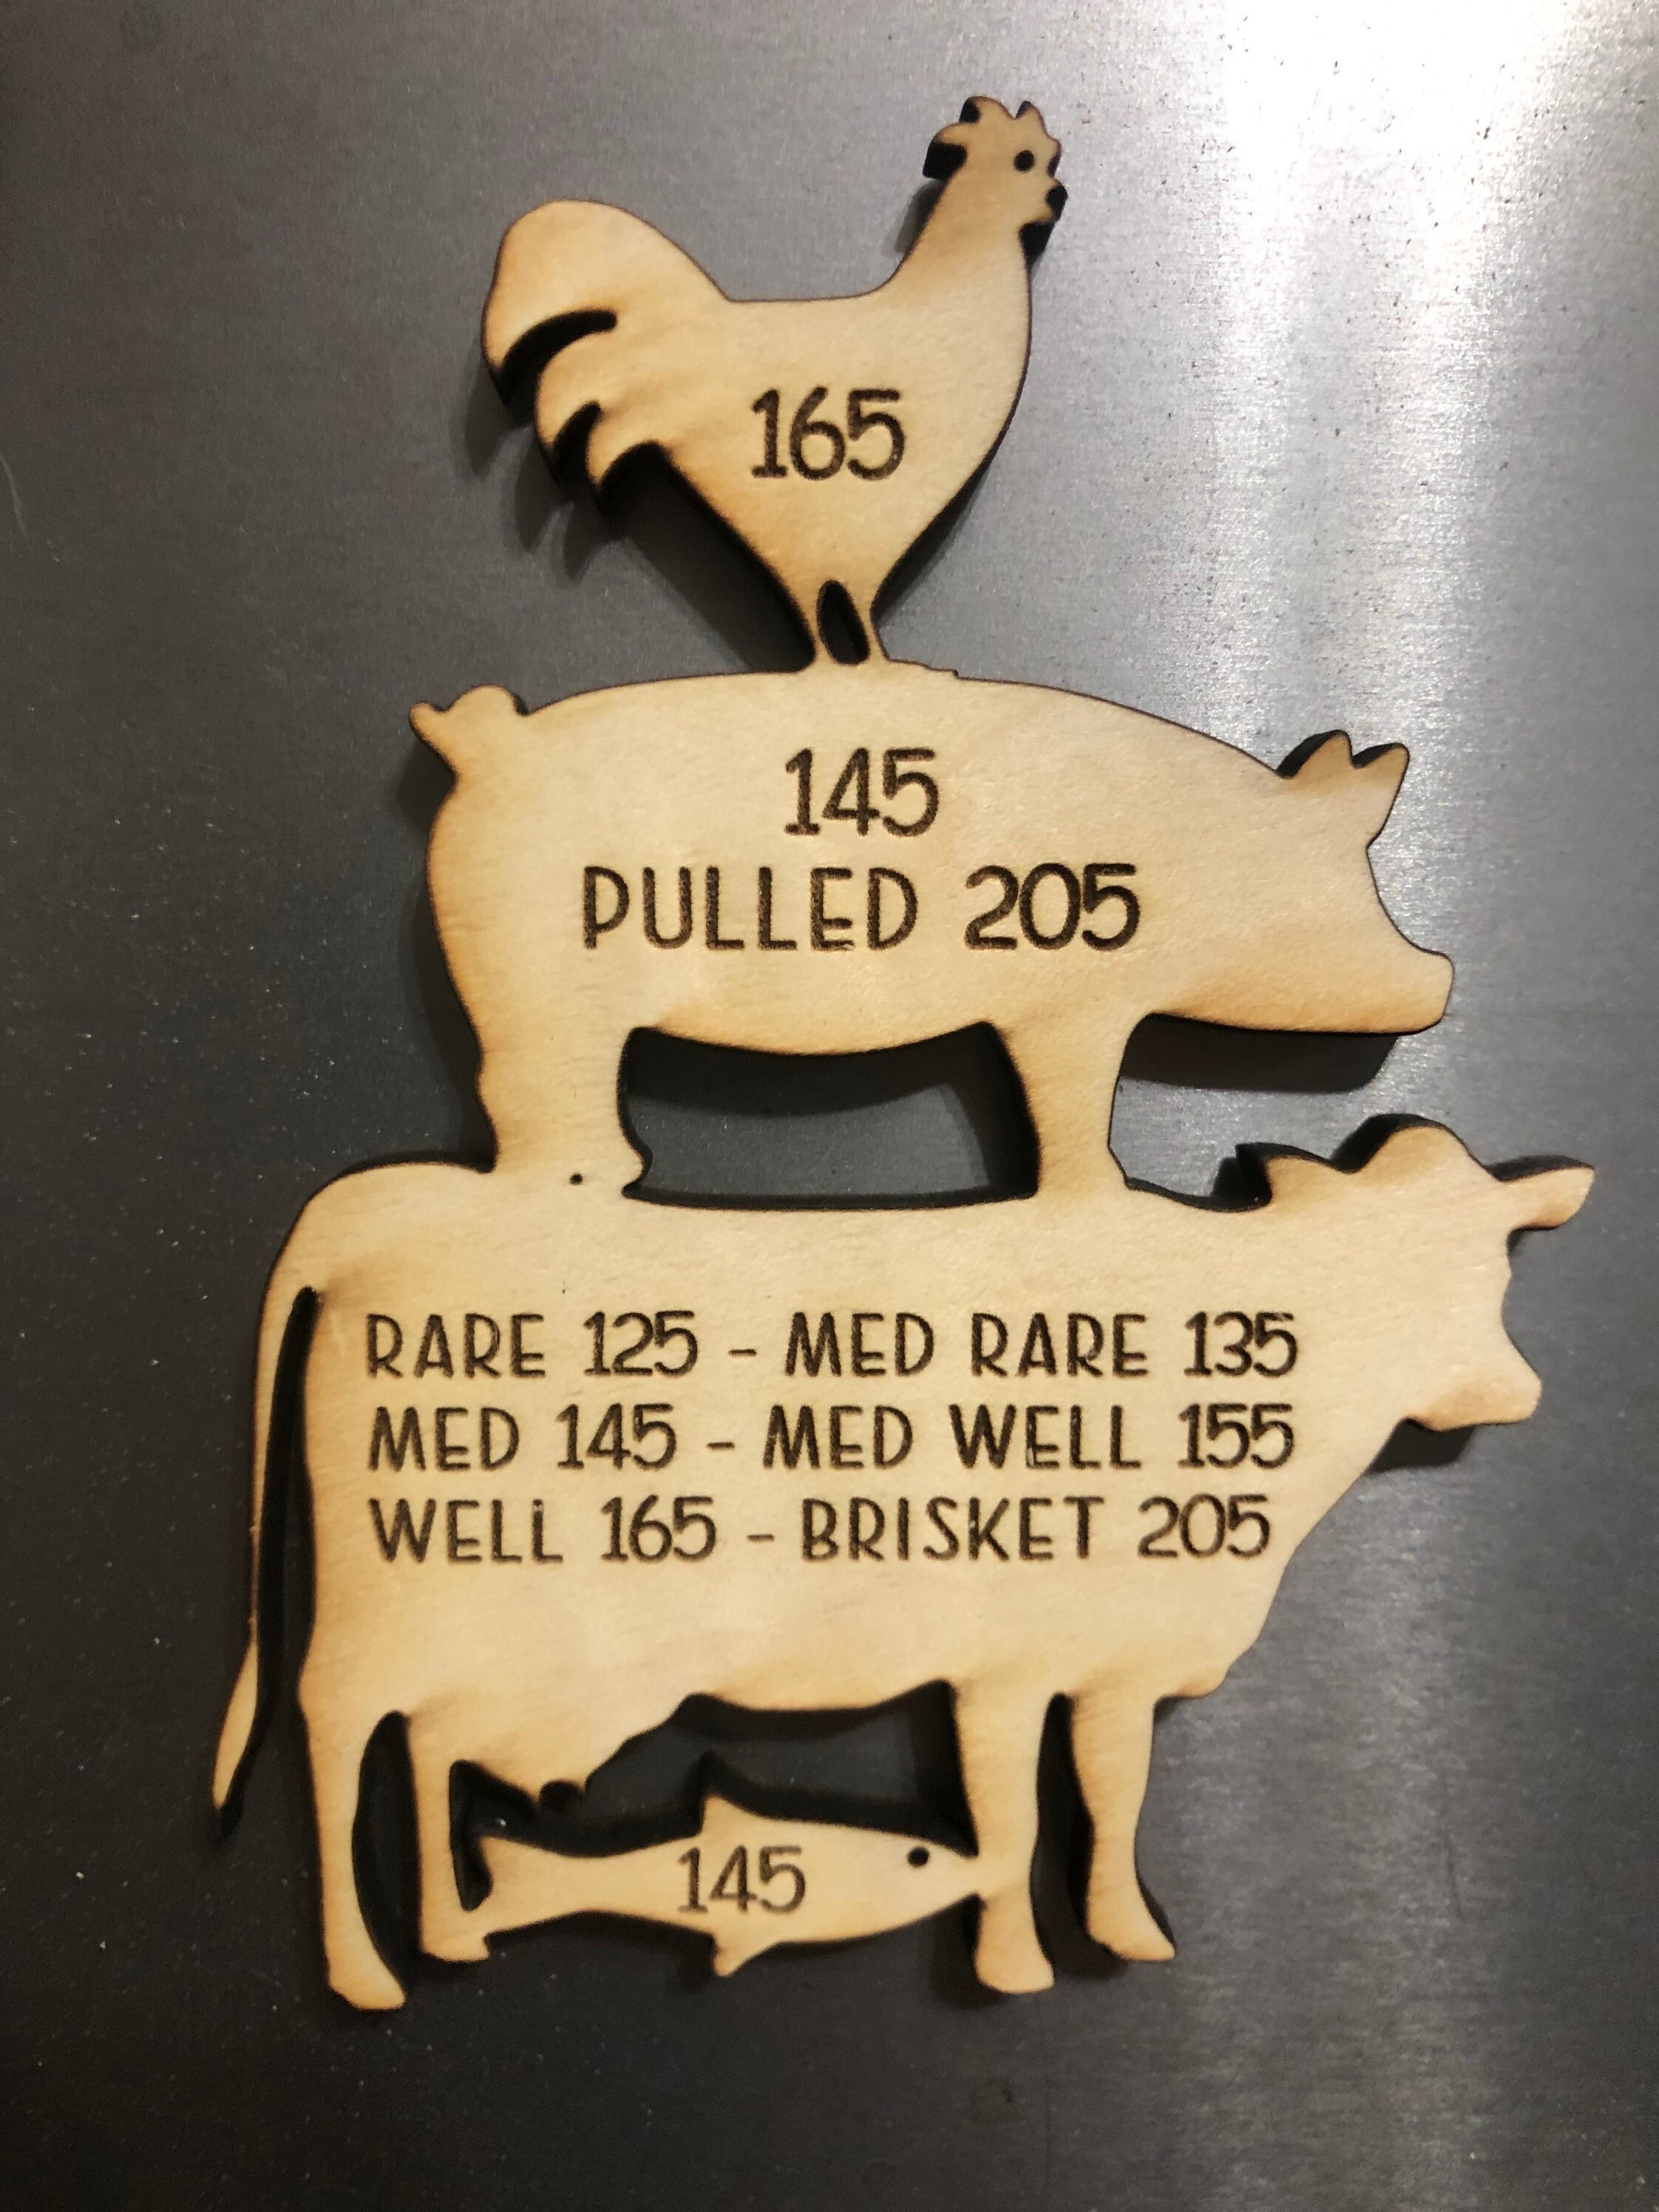 165
145
PULLED 205
RARE 125 - MED RARE 135
MED 145 - MED WELL 155
WELL 165 - BRISKET 205
145